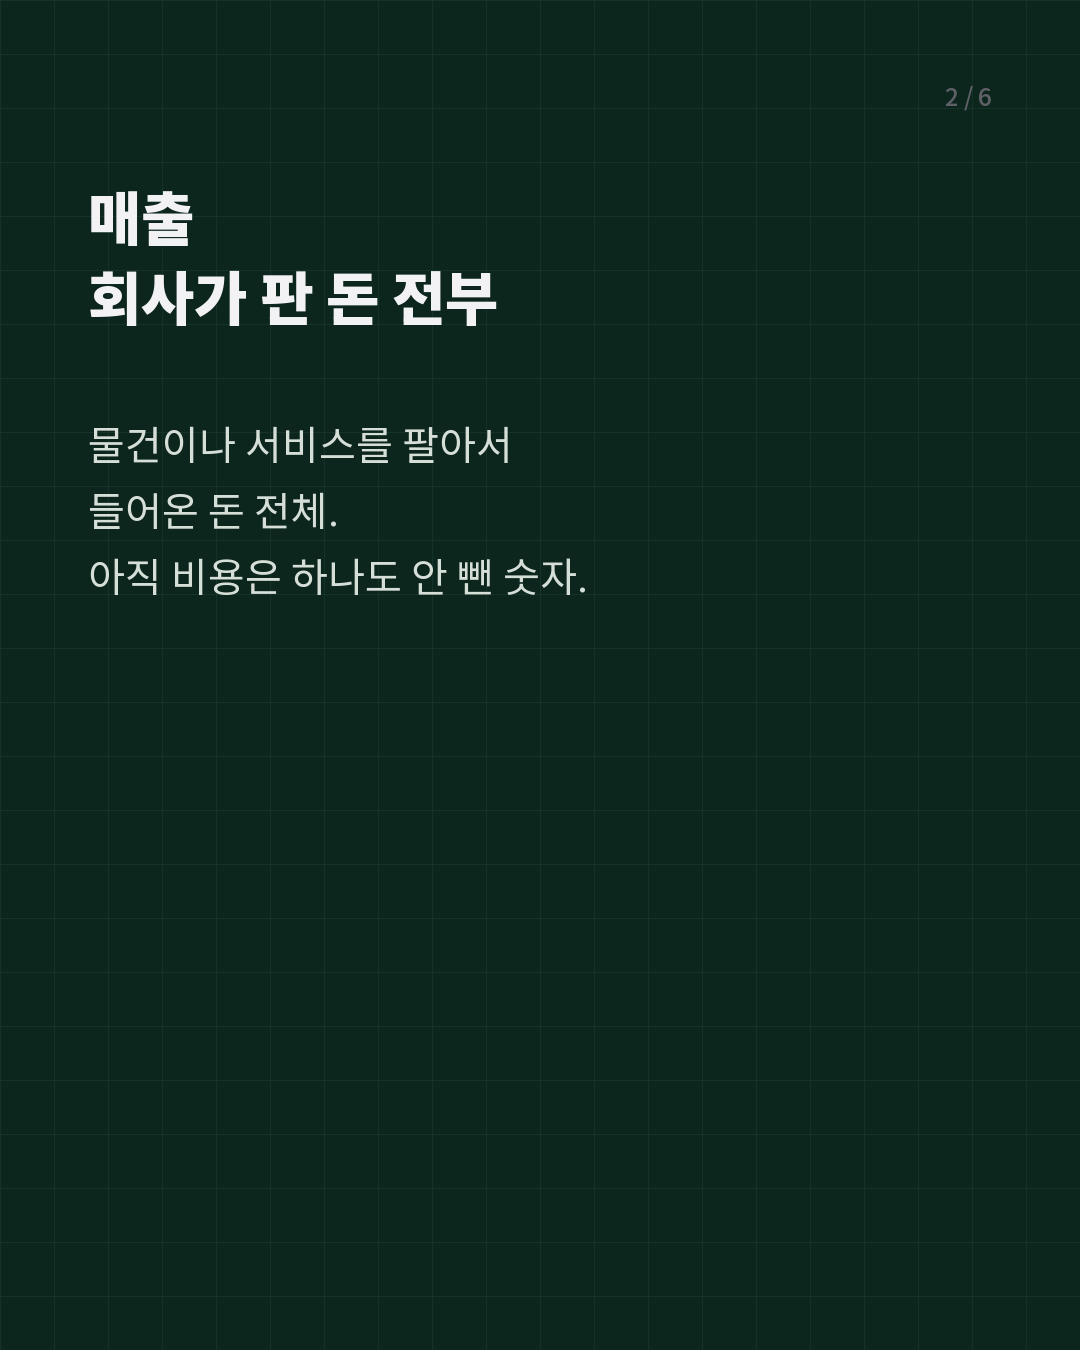 2 / 6
매출
회사가 판 돈 전부
물건이나 서비스를 팔아서
들어온 돈 전체.
아직 비용은 하나도 안 뺀 숫자.